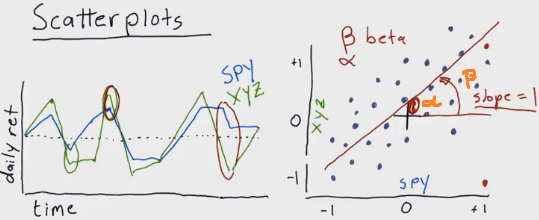 Scatterplots
daily ret
SPY
XYZ
time
β beta
α
+1
0
-1
XYZ
α
β
slope = 1
-1
0
+1
SPY